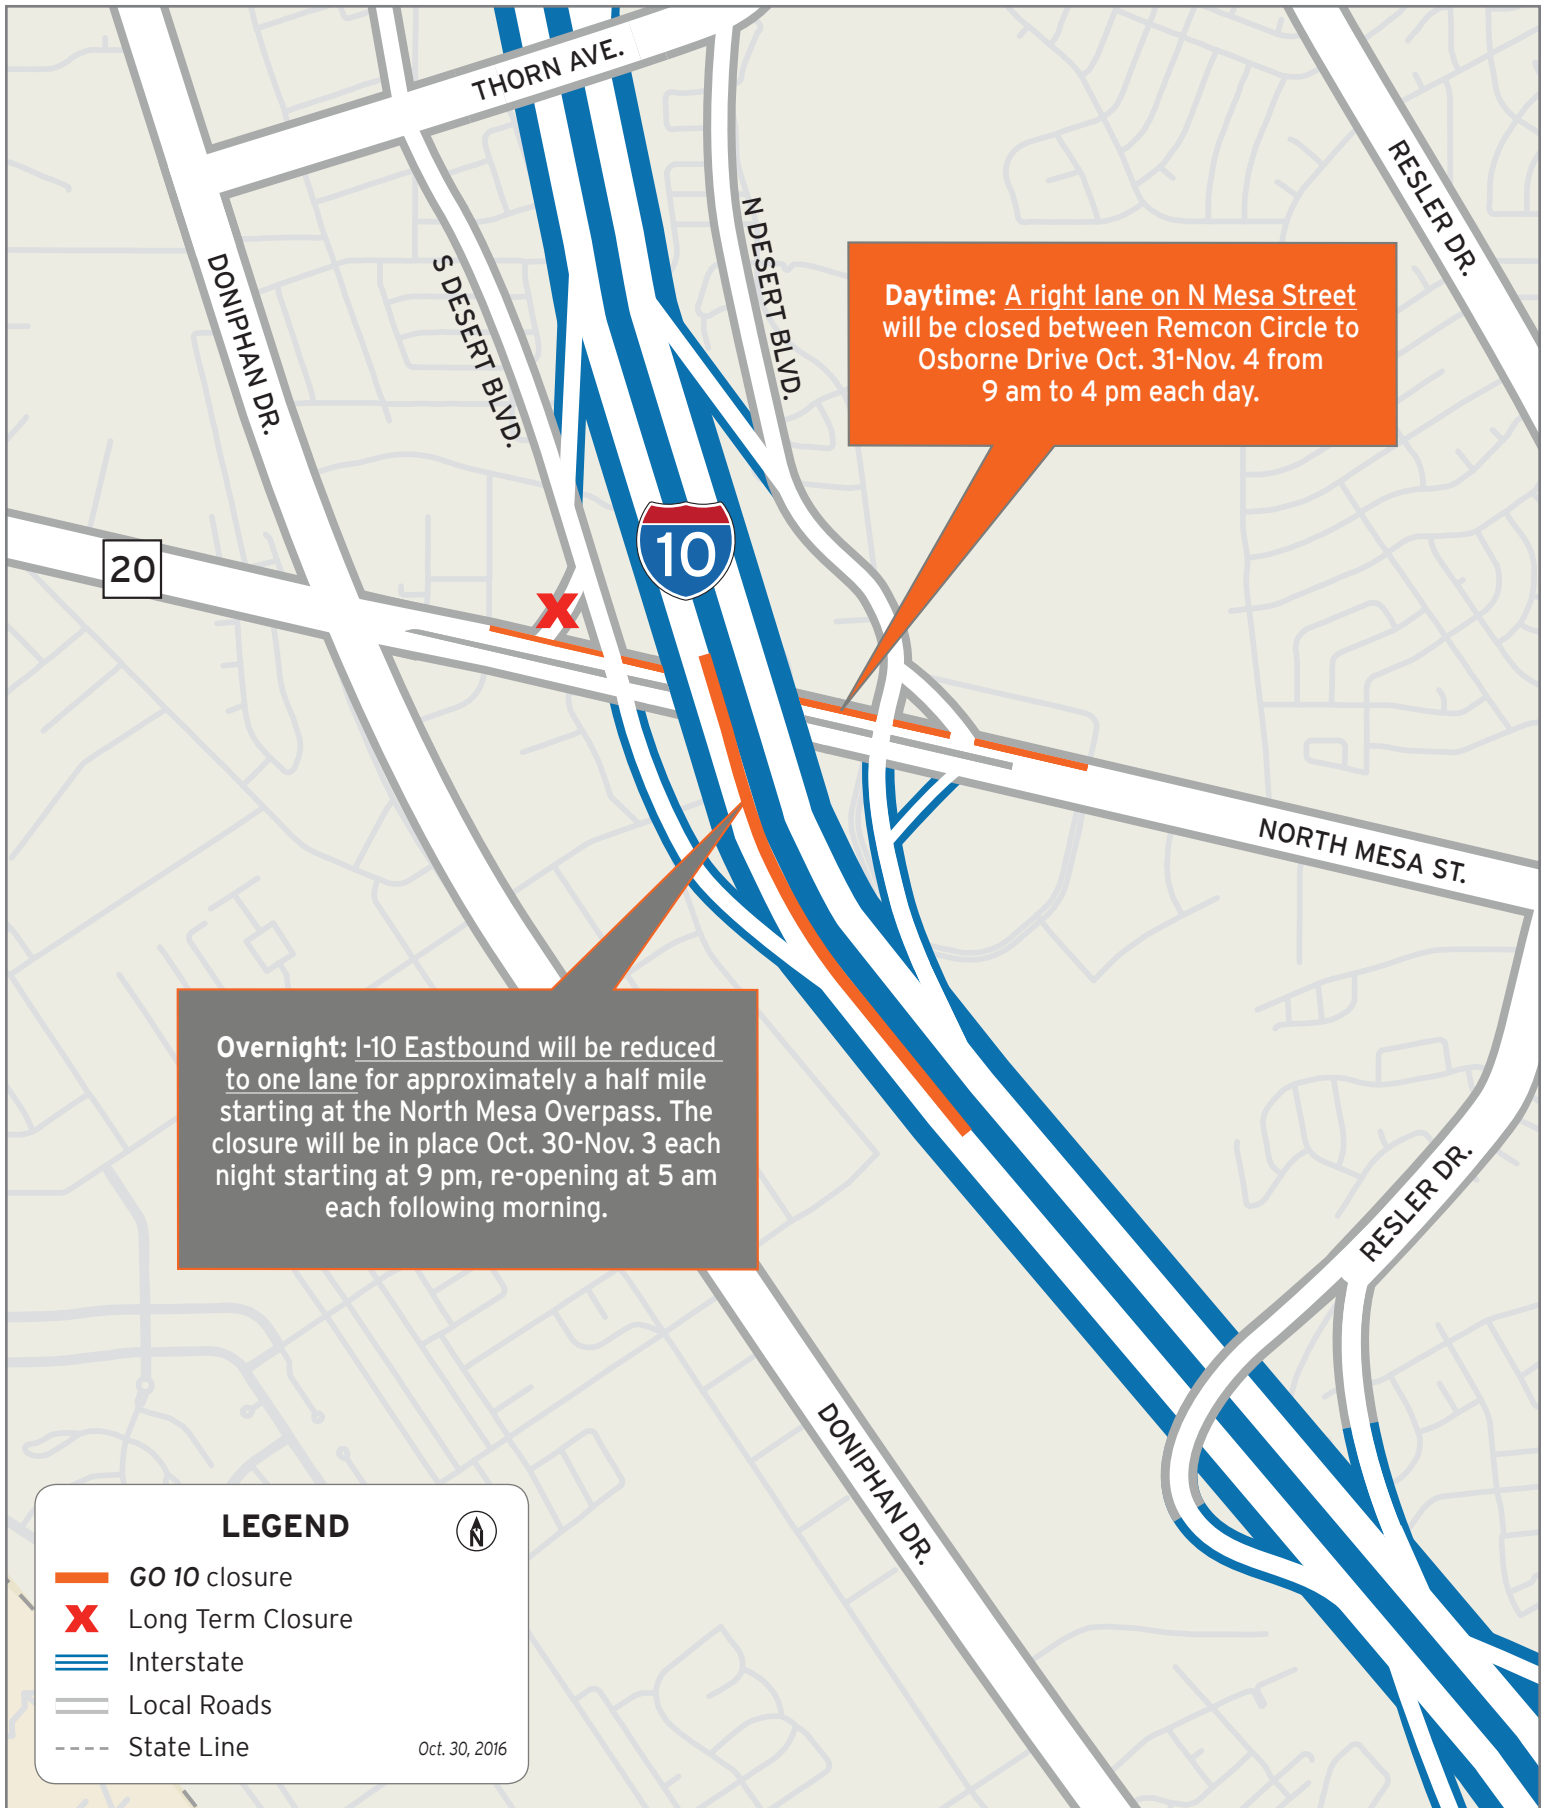 THORN AVE.
RESLER DR.
N DESERT BLVD.
S DESERT BLVD.
DONIPHAN DR.
Daytime: A right lane on N Mesa Street
will be closed between Remcon Circle to
Osborne Drive Oct. 31-Nov. 4 from
9 am to 4 pm each day.
10
20
X
NORTH MESA ST.
Overnight: I-10 Eastbound will be reduced
to one lane for approximately a half mile
starting at the North Mesa Overpass. The
closure will be in place Oct. 30-Nov. 3 each
night starting at 9 pm, re-opening at 5 am
each following morning.
RESLER DR.
DONIPHAN DR.
LEGEND
N
GO 10 closure
X Long Term Closure
Interstate
Local Roads
State Line
Oct. 30, 2016